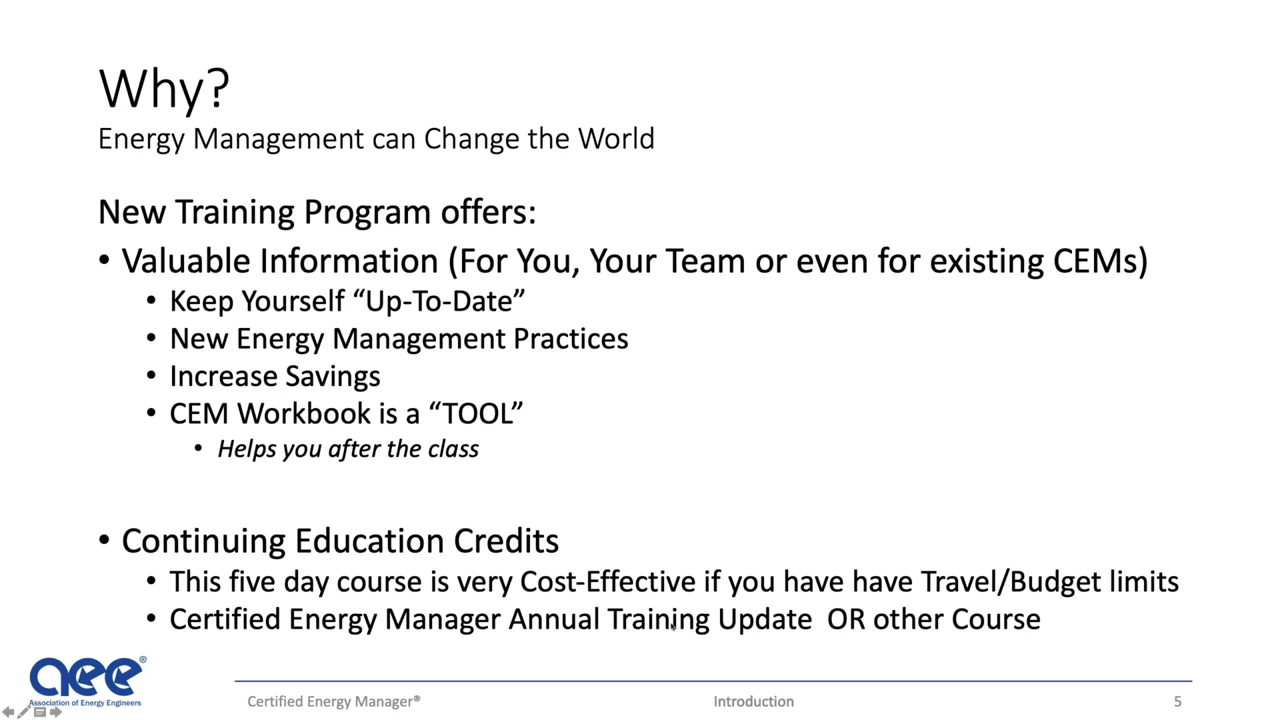 Why?
Energy Management can Change the World
New Training Program offers:
• Valuable Information (For You, Your Team or even for existing CEMs)
• Keep Yourself “Up-To-Date”
• New Energy Management Practices
• Increase Savings
• CEM Workbook is a “TOOL”
• Helps you after the class
• Continuing Education Credits
• This five day course is very Cost-Effective if you have have Travel/Budget limits
• Certified Energy Manager Annual Training Update OR other Course
aee®
Association of Energy Engineers
Certified Energy Manager® Introduction 5